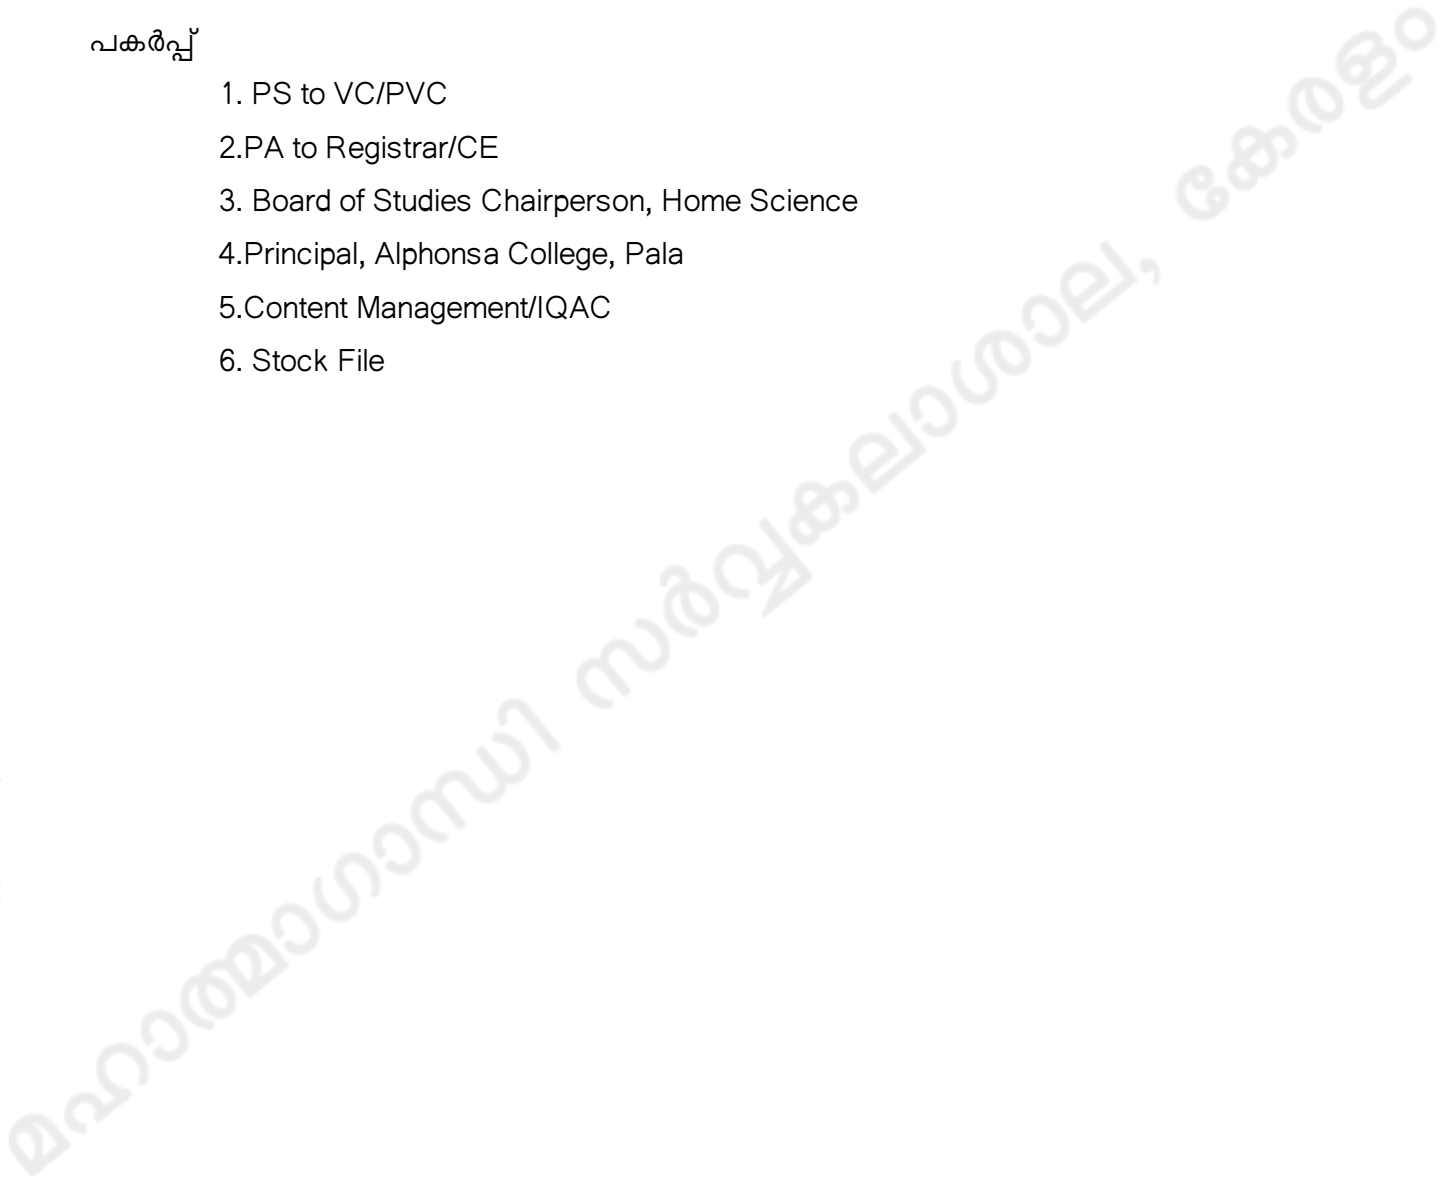 പകർപ്പ്
1. PS to VC/PVC
2.PA to Registrar/CE
3. Board of Studies Chairperson, Home Science
4.Principal, Alphonsa College, Pala
5.Content Management/IQAC
6. Stock File
മഹാത്മാഗാന്ധി സർവ്വകലാശാല, കേരളം